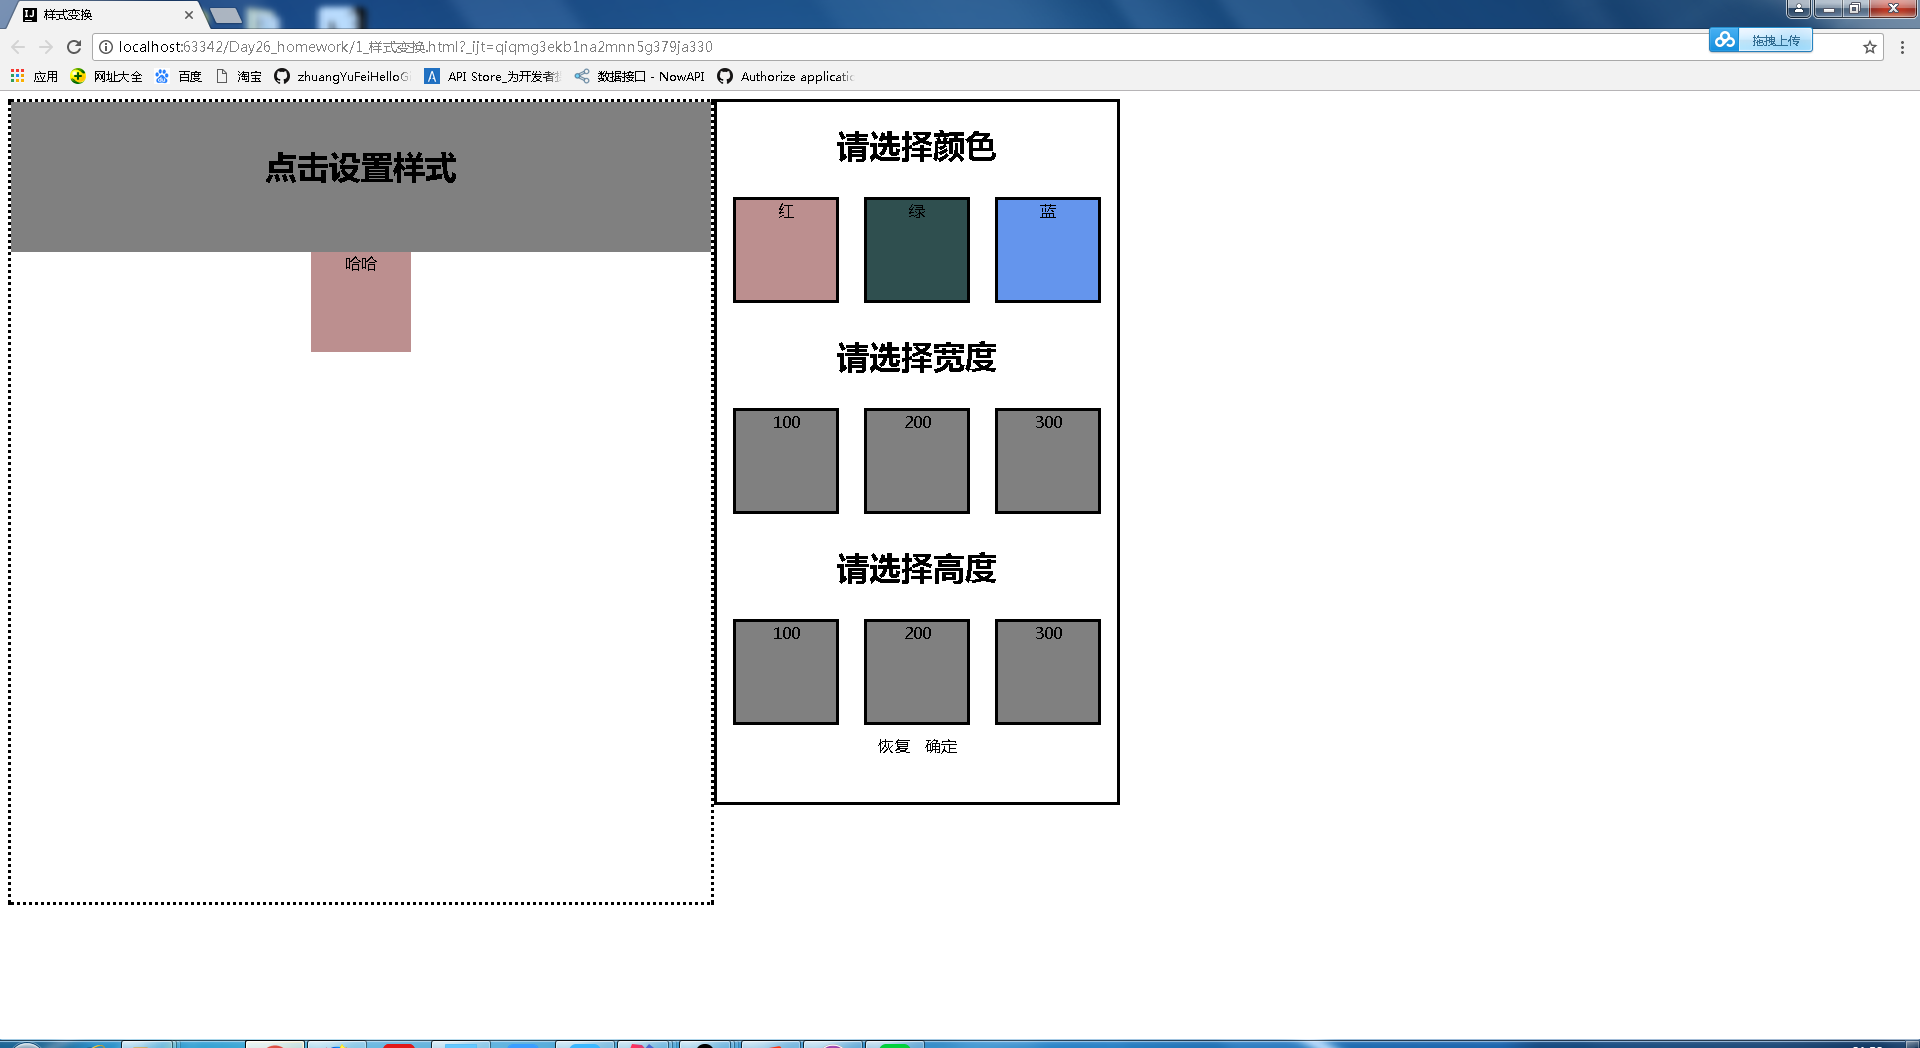 样式变换
localhost:63342/Day26_homework/1_样式变换.html?_ijt=qiqmg3ekb1na2mnn5g379ja330
拖拽上传
应用 网址大全 百度 淘宝 zhuangYuFeiHelloG API Store_为开发者 数据接口 - NowAPI Authorize applicatic
点击设置样式
哈哈
请选择颜色
红 绿 蓝
请选择宽度
100 200 300
请选择高度
100 200 300
恢复 确定